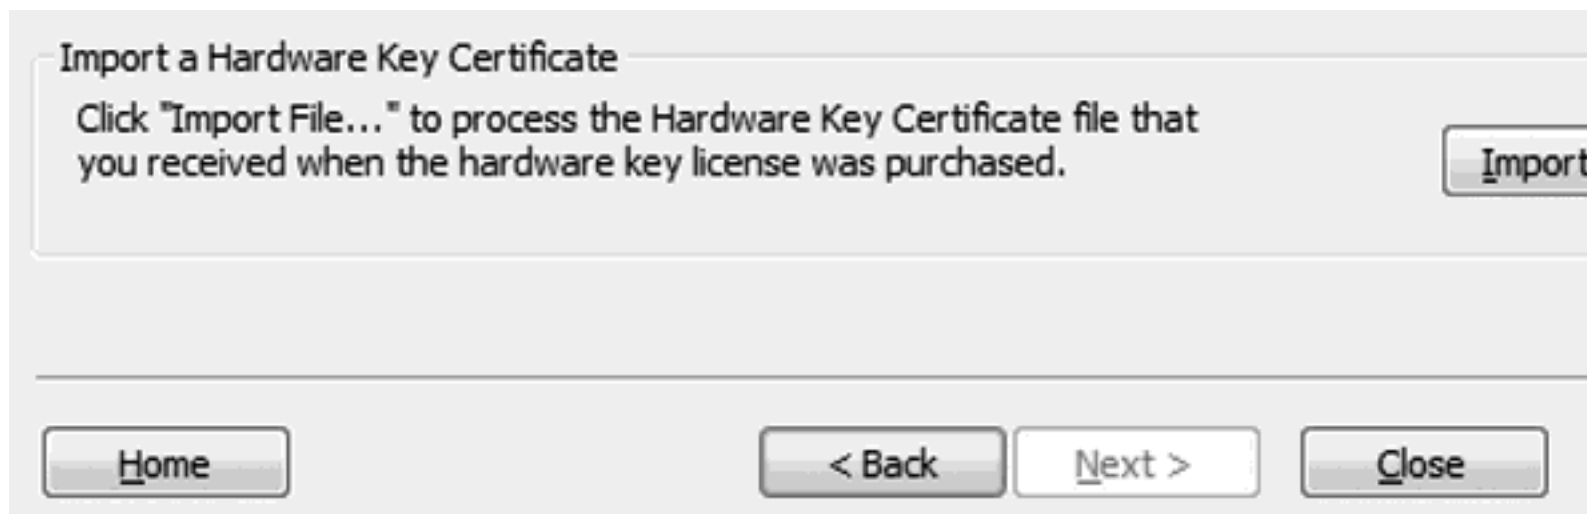 Import a Hardware Key Certificate
Click "Import File..." to process the Hardware Key Certificate file that
you received when the hardware key license was purchased.
Import
Home
< Back
Next >
Close